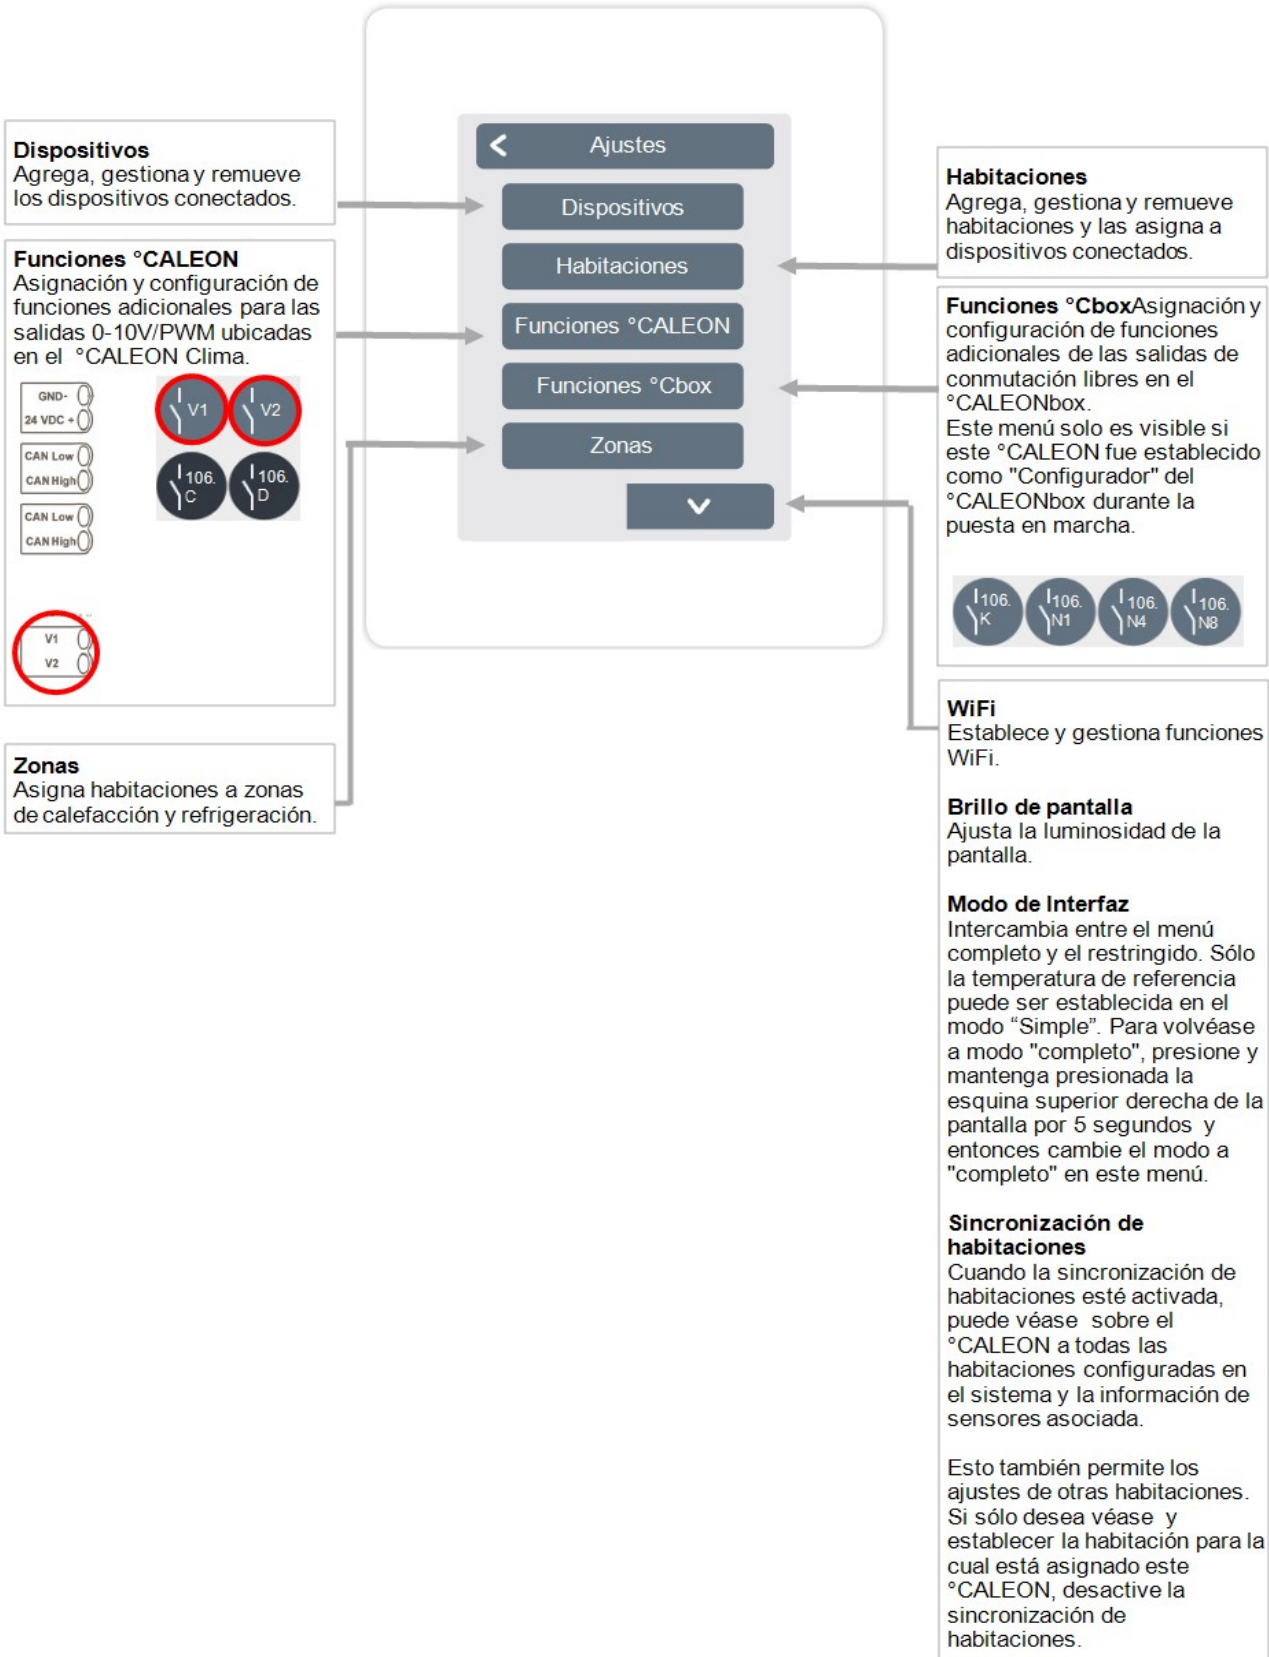 Dispositivos
Agrega, gestiona y remueve
los dispositivos conectados.
Funciones °CALEON
Asignación y configuración de
funciones adicionales para las
salidas 0-10V/PWM ubicadas
en el °CALEON Clima.
GND-
24 VDC +
CAN Low
CAN High
CAN Low
CAN High
V1
V2
V1
V2
106.
C
106.
D
Zonas
Asigna habitaciones a zonas
de calefacción y refrigeración.
Ajustes
Dispositivos
Habitaciones
Funciones °CALEON
Funciones °Cbox
Zonas
Habitaciones
Agrega, gestiona y remueve
habitaciones y las asigna a
dispositivos conectados.
Funciones °CboxAsignación y
configuración de funciones
adicionales de las salidas de
conmutación libres en el
°CALEONbox.
Este menú solo es visible si
este °CALEON fue establecido
como "Configurador" del
°CALEONbox durante la
puesta en marcha.
106.
K
106.
N1
106.
N4
106.
N8
WiFi
Establece y gestiona funciones
WiFi.
Brillo de pantalla
Ajusta la luminosidad de la
pantalla.
Modo de Interfaz
Intercambia entre el menú
completo y el restringido. Sólo
la temperatura de referencia
puede ser establecida en el
modo “Simple”. Para volvéase
a modo "completo", presione y
mantenga presionada la
esquina superior derecha de la
pantalla por 5 segundos y
entonces cambie el modo a
"completo" en este menú.
Sincronización de
habitaciones
Cuando la sincronización de
habitaciones esté activada,
puede véase sobre el
°CALEON a todas las
habitaciones configuradas en
el sistema y la información de
sensores asociada.
Esto también permite los
ajustes de otras habitaciones.
Si sólo desea véase y
establecer la habitación para la
cual está asignado este
°CALEON, desactive la
sincronización de
habitaciones.